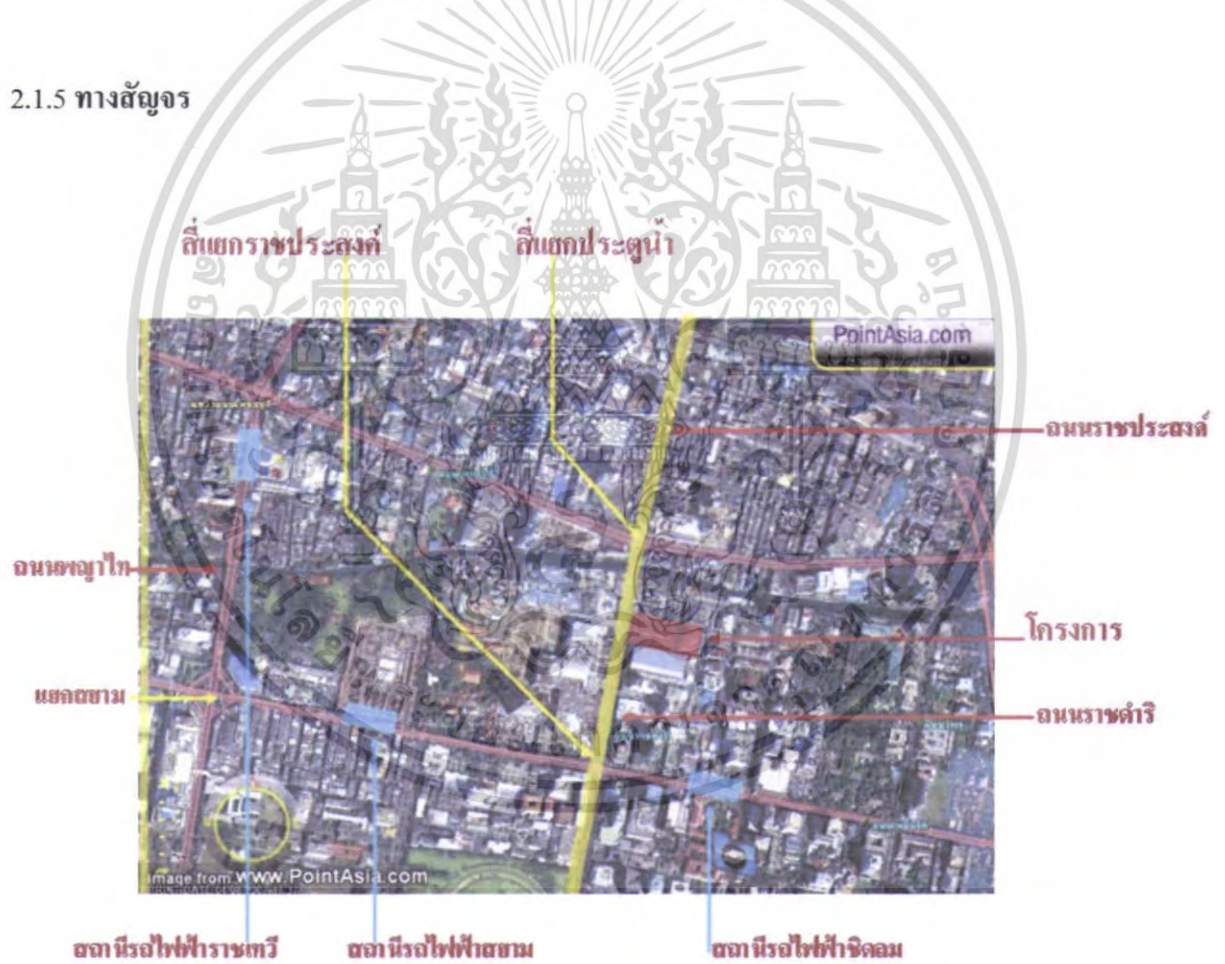 2.1.5 ทางสัญจร
สี่แยกราชประสงค์
สี่แยกประตูน้ำ
PointAsia.com
ถนนราชประสงค์
ถนนพญาไท
โครงการ
แยกสยาม
ถนนราชดำริ
Image from www.PointAsia.com
สถานีรถไฟฟ้าราชเทวี
สถานีรถไฟฟ้าสยาม
สถานีรถไฟฟ้าชิดลม